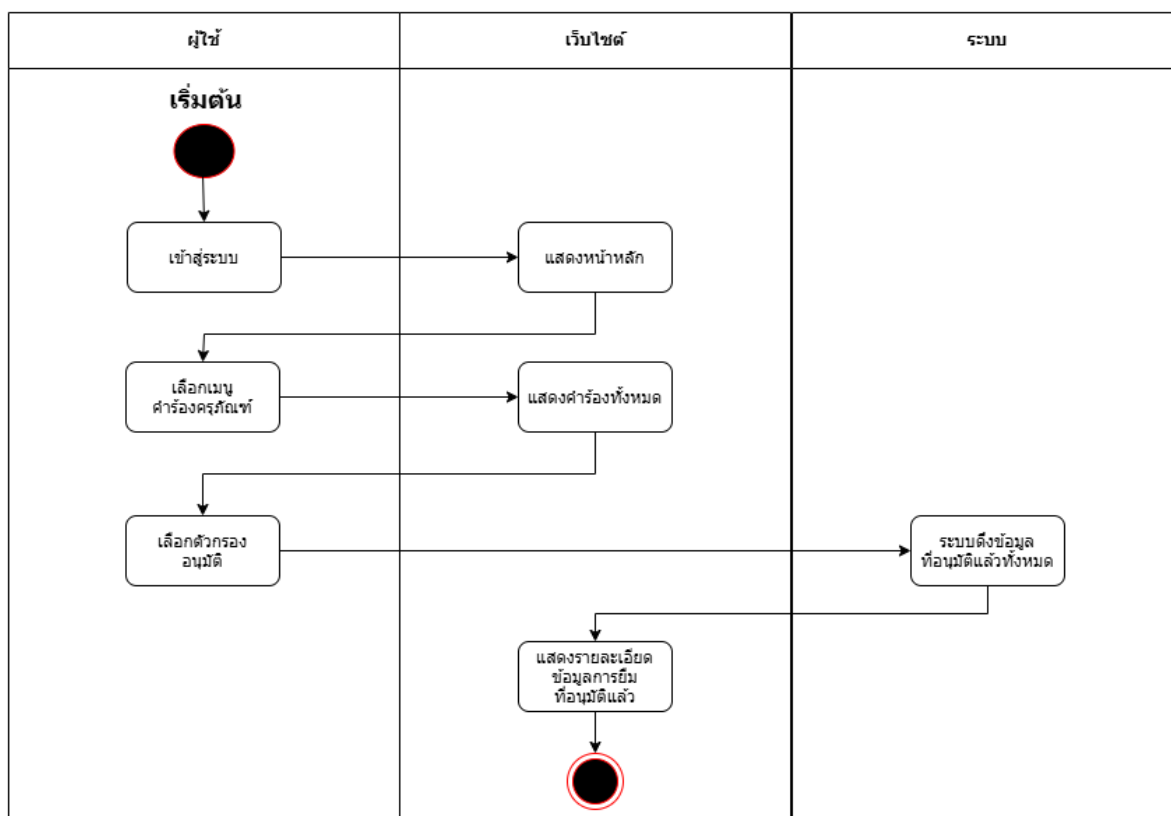 ผู้ใช้
เว็บไซต์
ระบบ
เริ่มต้น
เข้าสู่ระบบ
แสดงหน้าหลัก
เลือกเมนู
คำร้องครุภัณฑ์
แสดงคำร้องทั้งหมด
เลือกตัวกรอง
อนุมัติ
ระบบดึงข้อมูล
ที่อนุมัติแล้วทั้งหมด
แสดงรายละเอียด
ข้อมูลการยืม
ที่อนุมัติแล้ว